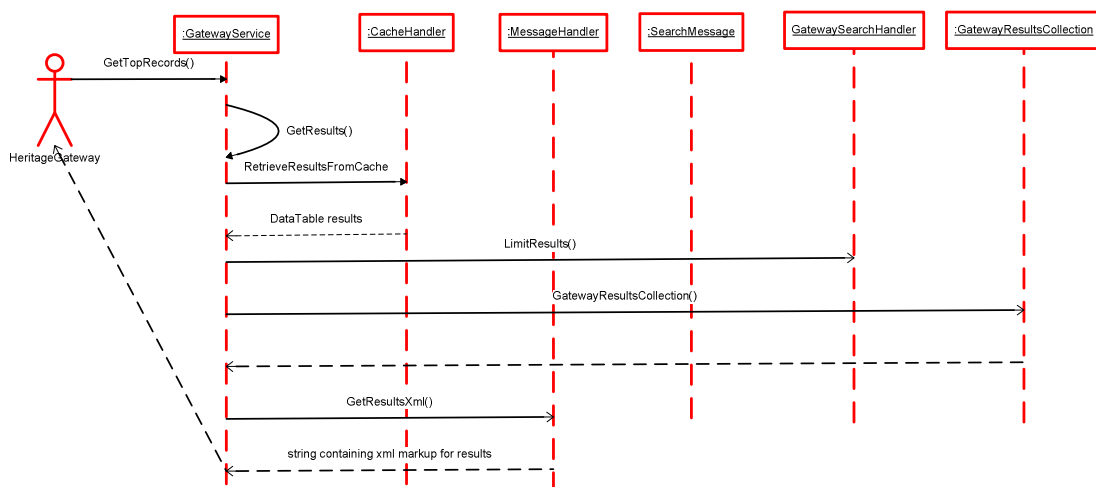 :GatewayService
:CacheHandler
:MessageHandler
:SearchMessage
GatewaySearchHandler
:GatewayResultsCollection
GetTopRecords()
GetResults()
HeritageGateway
RetrieveResultsFromCache
DataTable results
LimitResults()
GatewayResultsCollection()
GetResultsXml()
string containing xml markup for results